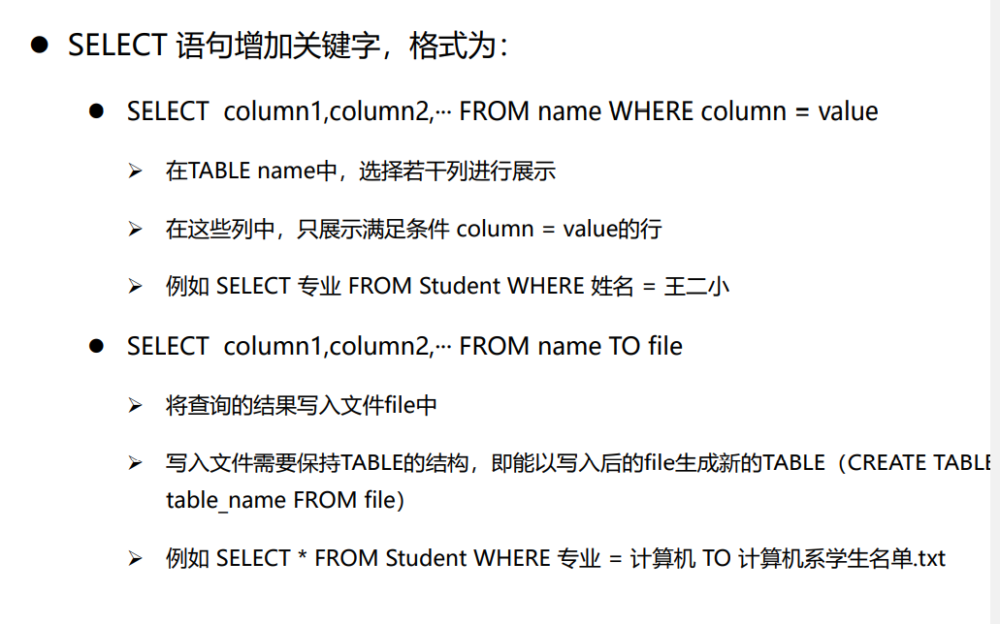 ● SELECT 语句增加关键字，格式为：
● SELECT column1,column2,··· FROM name WHERE column = value
➢ 在TABLE name中，选择若干列进行展示
➢ 在这些列中，只展示满足条件 column = value的行
➢ 例如 SELECT 专业 FROM Student WHERE 姓名 = 王二小
● SELECT column1,column2,··· FROM name TO file
➢ 将查询的结果写入文件file中
➢ 写入文件需要保持TABLE的结构，即能以写入后的file生成新的TABLE（CREATE TABLE
table_name FROM file）
➢ 例如 SELECT * FROM Student WHERE 专业 = 计算机 TO 计算机系学生名单.txt